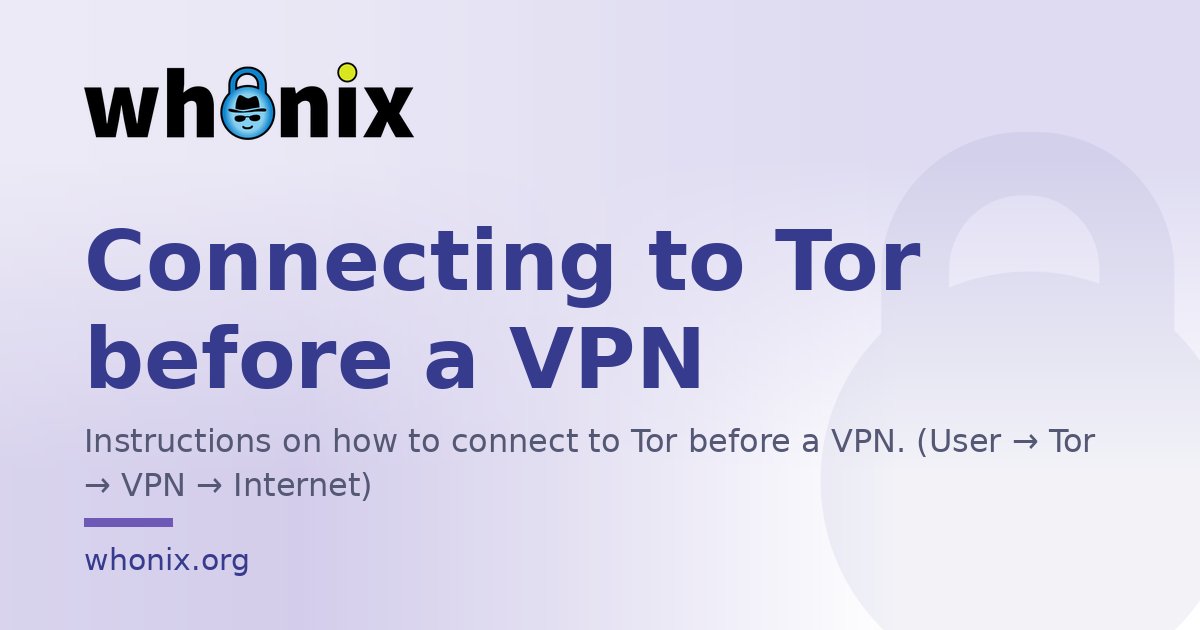 whonix
Connecting to Tor
before a VPN
Instructions on how to connect to Tor before a VPN. (User → Tor
→ VPN → Internet)
whonix.org